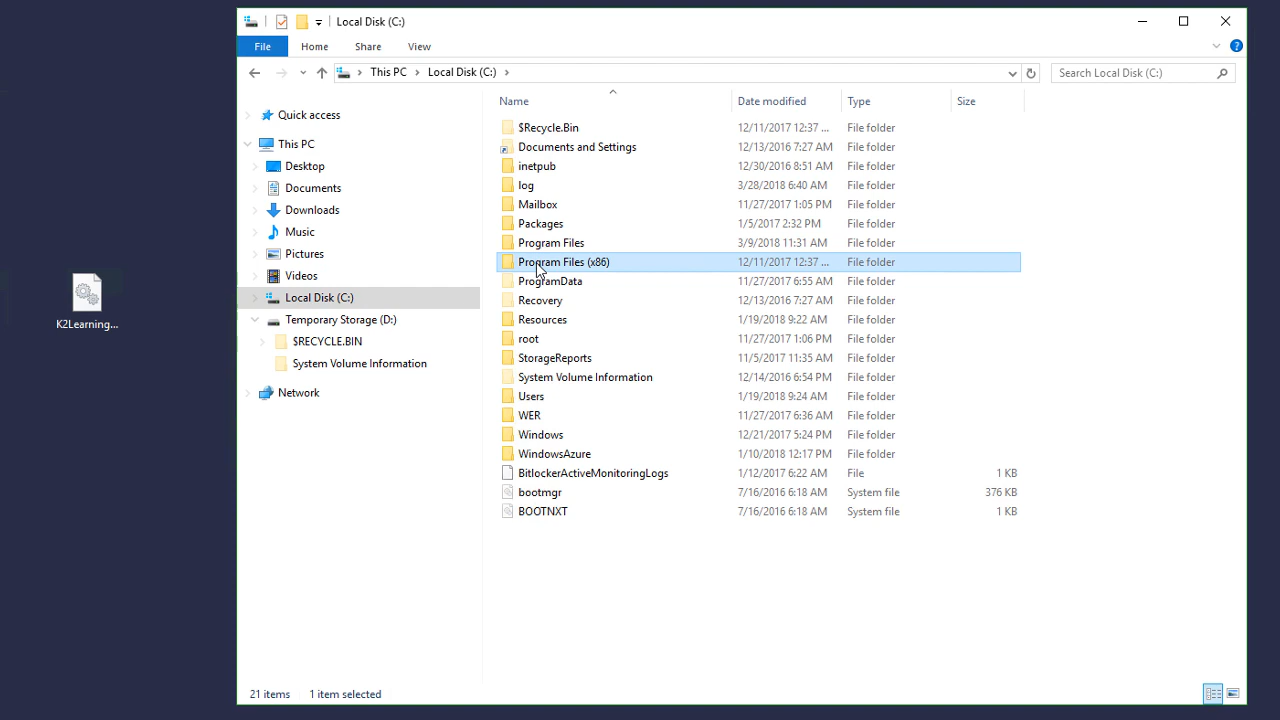 Local Disk (C:)
File Home Share View
This PC Local Disk (C:) Search Local Disk (C:)
Name Date modified Type Size
Quick access
This PC
Desktop
Documents
Downloads
Music
Pictures
Videos
Local Disk (C:)
Temporary Storage (D:)
$RECYCLE.BIN
System Volume Information
Network
$Recycle.Bin 12/11/2017 12:37 ... File folder
Documents and Settings 12/13/2016 7:27 AM File folder
inetpub 12/30/2016 8:51 AM File folder
log 3/28/2018 6:40 AM File folder
Mailbox 11/27/2017 1:05 PM File folder
Packages 1/5/2017 2:32 PM File folder
Program Files 3/9/2018 11:31 AM File folder
Program Files (x86) 12/11/2017 12:37 ... File folder
ProgramData 11/27/2017 6:55 AM File folder
Recovery 12/13/2016 7:27 AM File folder
Resources 1/19/2018 9:22 AM File folder
root 11/27/2017 1:06 PM File folder
StorageReports 11/5/2017 11:35 AM File folder
System Volume Information 12/14/2016 6:54 PM File folder
Users 1/19/2018 9:24 AM File folder
WER 11/27/2017 6:36 AM File folder
Windows 12/21/2017 5:24 PM File folder
WindowsAzure 1/10/2018 12:17 PM File folder
BitlockerActiveMonitoringLogs 1/12/2017 6:22 AM File 1 KB
bootmgr 7/16/2016 6:18 AM System file 376 KB
BOOTNXT 7/16/2016 6:18 AM System file 1 KB
21 items 1 item selected
K2Learning...